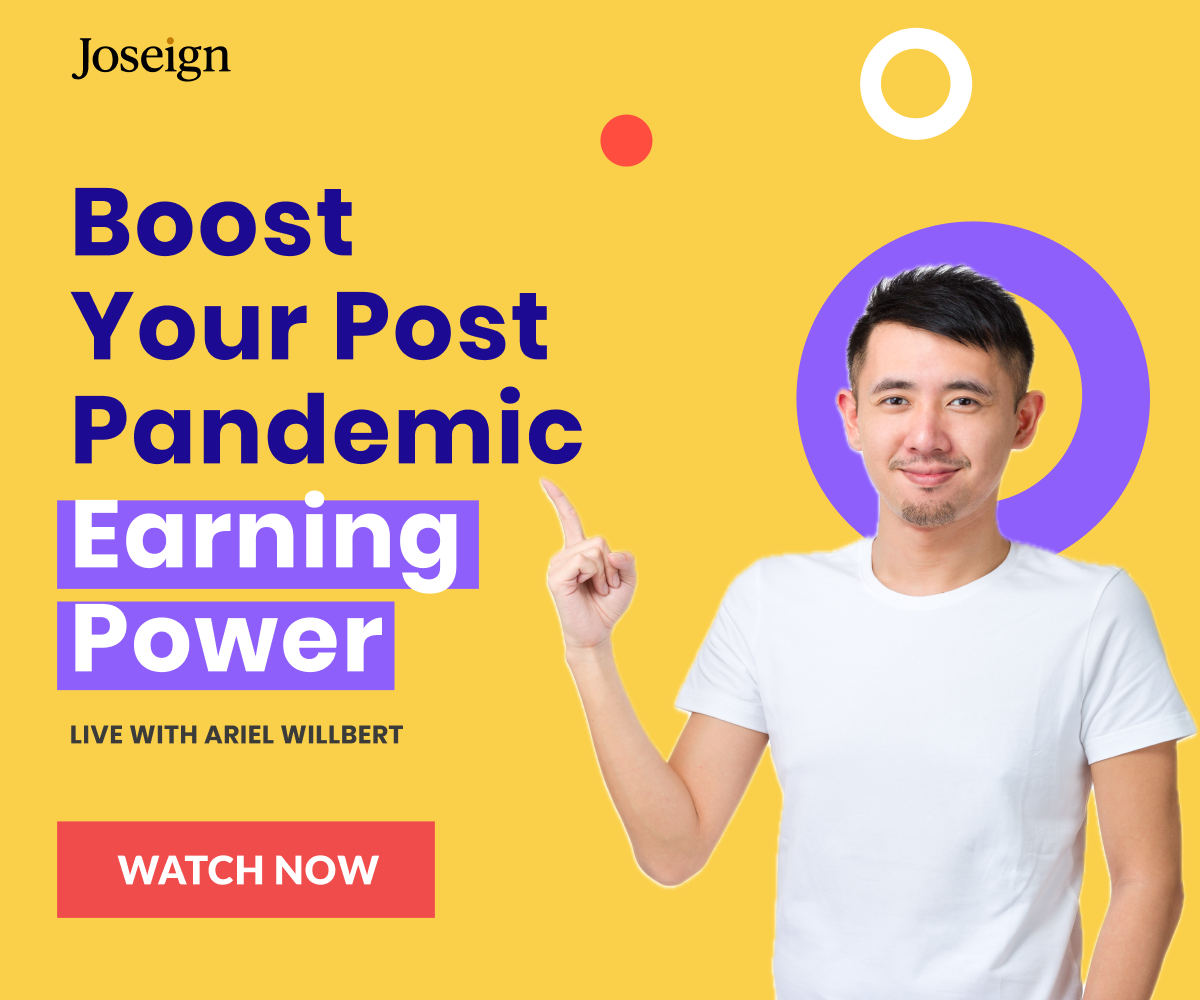 Joseign
Boost
Your Post
Pandemic
Earning
Power
LIVE WITH ARIEL WILLBERT
WATCH NOW